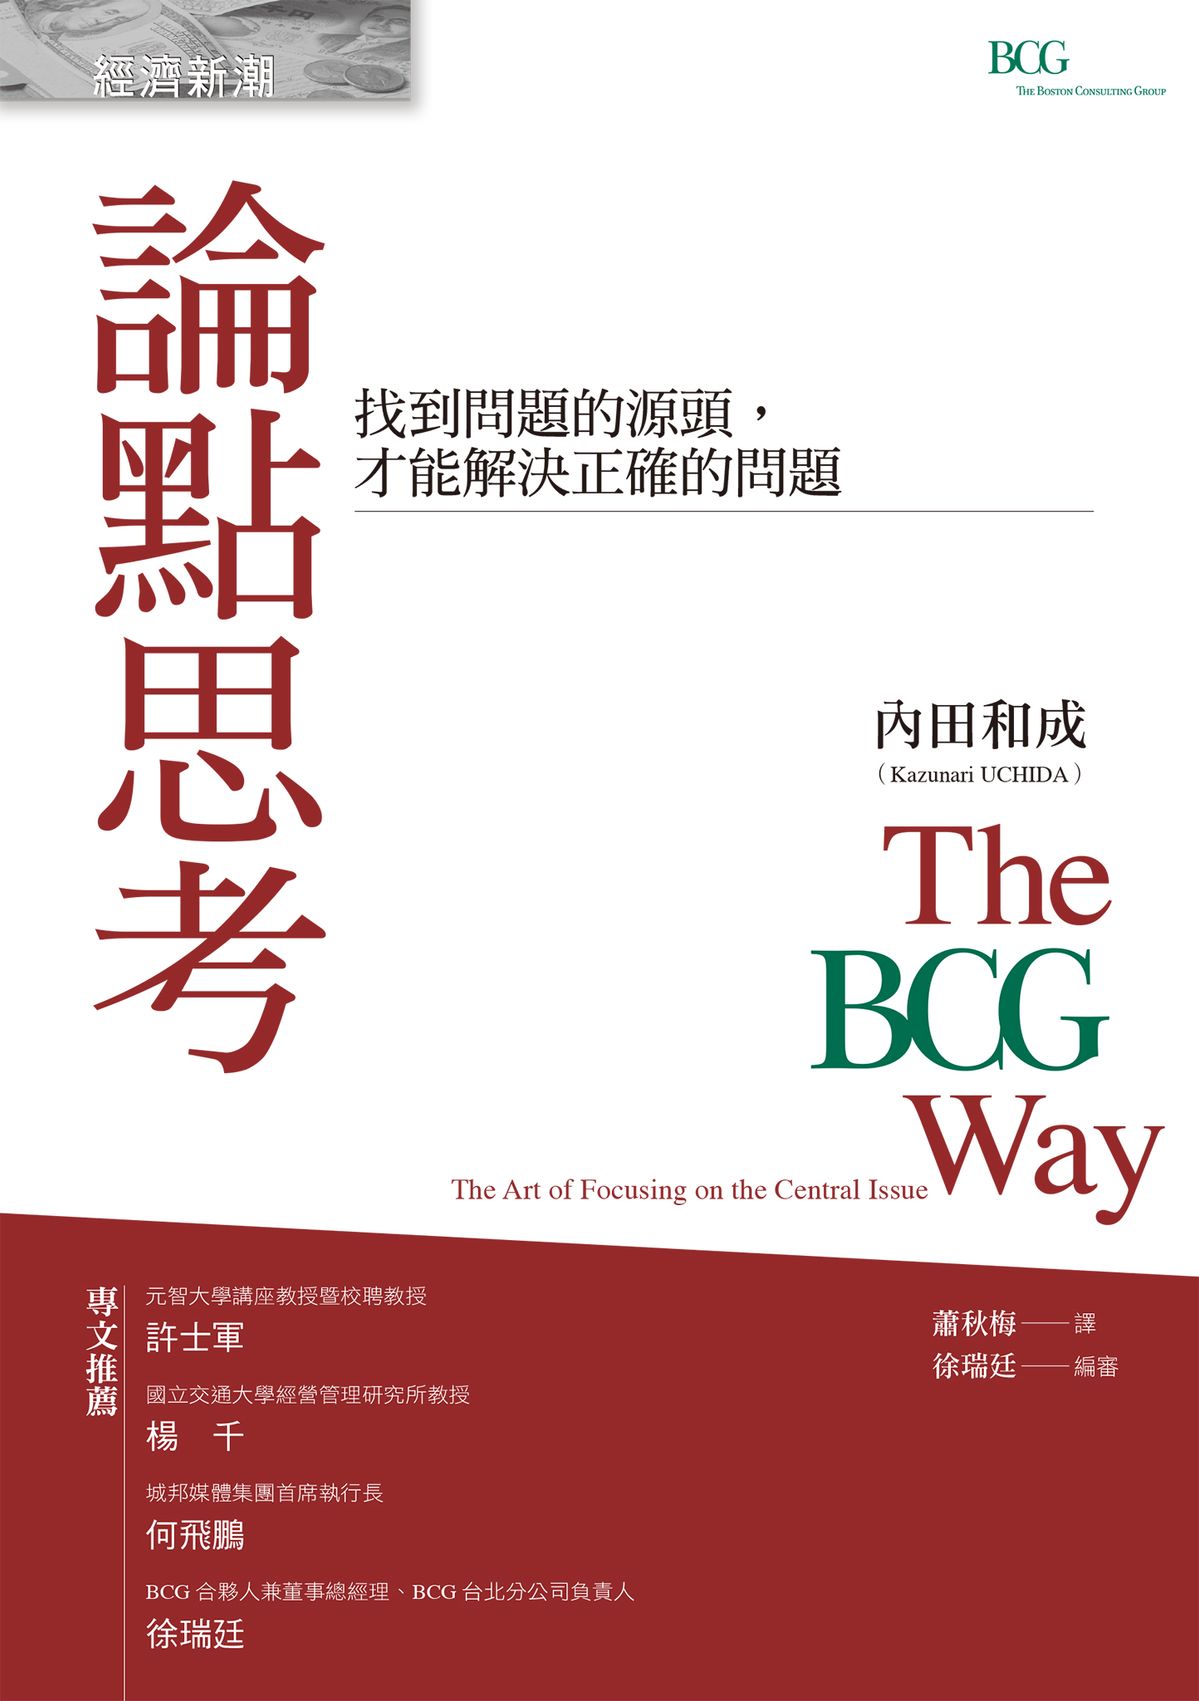 經濟新潮
BCG
THE BOSTON CONSULTING GROUP
論點思考
找到問題的源頭，
才能解決正確的問題
內田和成
（Kazunari UCHIDA）
The
BCG
Way
The Art of Focusing on the Central Issue
專文推薦
元智大學講座教授暨校聘教授
許士軍
國立交通大學經營管理研究所教授
楊　千
城邦媒體集團首席執行長
何飛鵬
BCG 合夥人兼董事總經理、BCG 台北分公司負責人
徐瑞廷
蕭秋梅——譯
徐瑞廷——編審